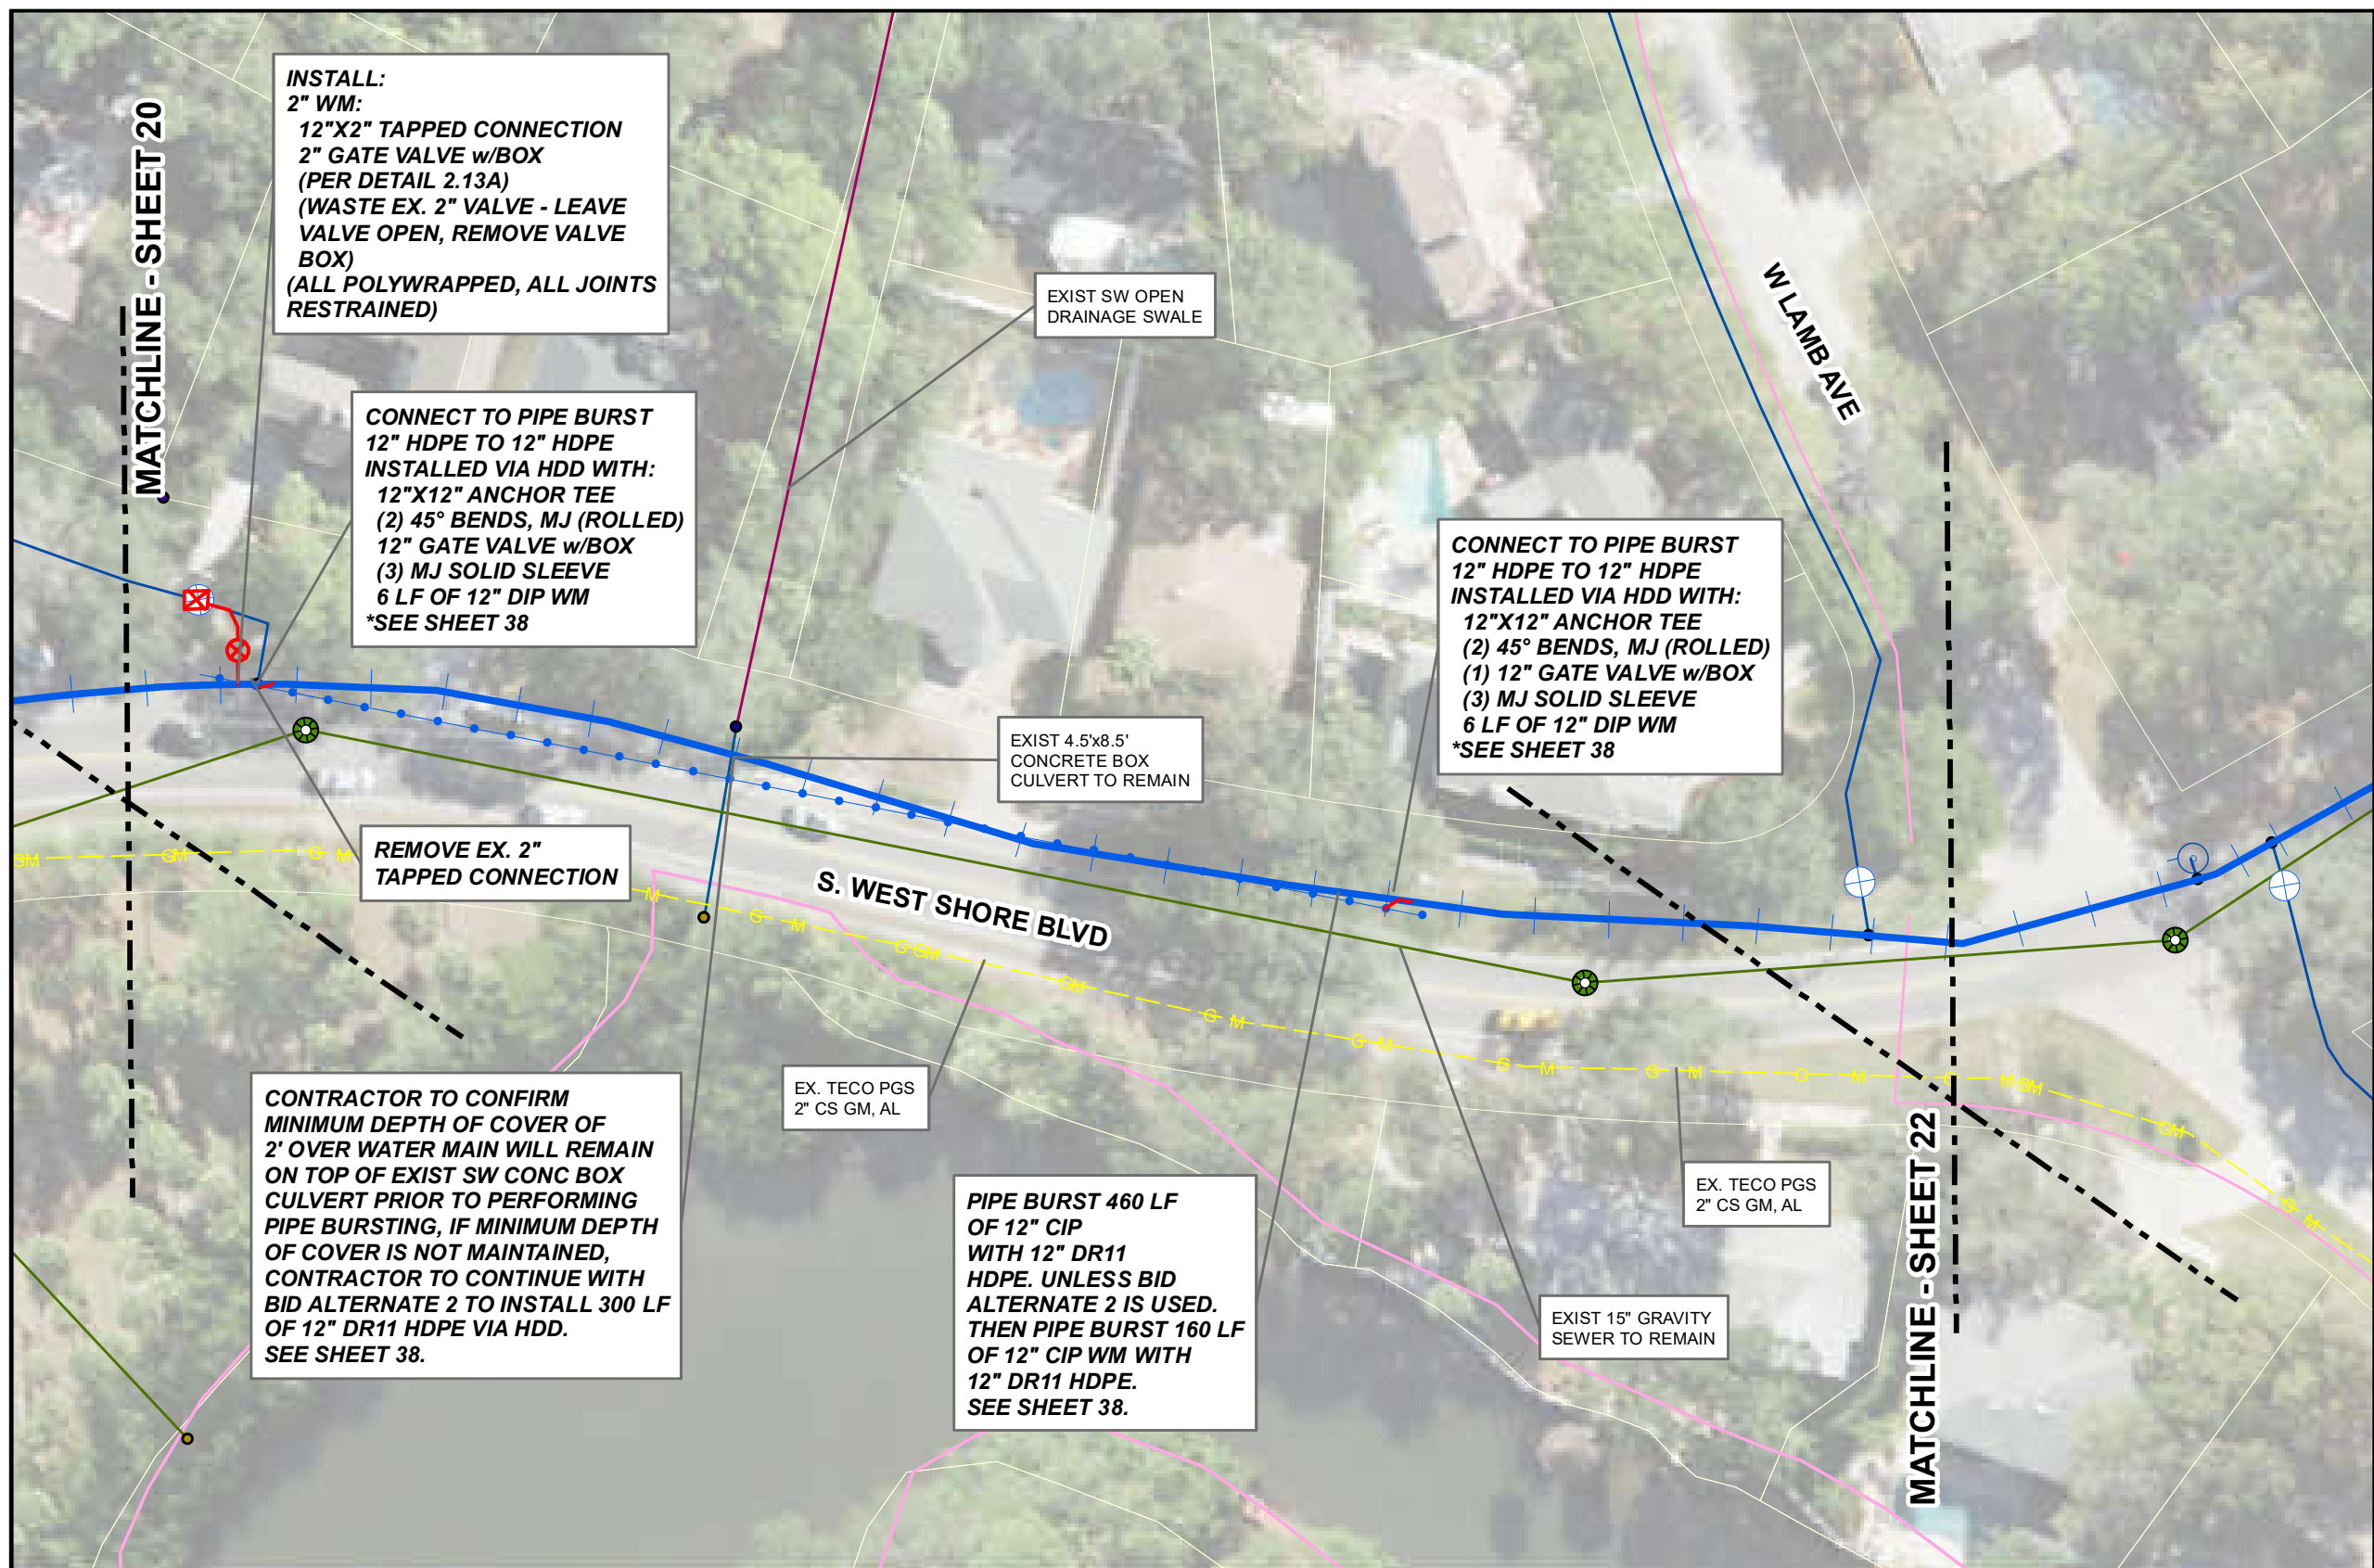 MATCHLINE - SHEET 20
INSTALL:
2" WM:
12"X2" TAPPED CONNECTION
2" GATE VALVE w/BOX
(PER DETAIL 2.13A)
(WASTE EX. 2" VALVE - LEAVE
VALVE OPEN, REMOVE VALVE
BOX)
(ALL POLYWRAPPED, ALL JOINTS
RESTRAINED)
EXIST SW OPEN
DRAINAGE SWALE
W LAMB AVE
CONNECT TO PIPE BURST
12" HDPE TO 12" HDPE
INSTALLED VIA HDD WITH:
12"X12" ANCHOR TEE
(2) 45° BENDS, MJ (ROLLED)
12" GATE VALVE w/BOX
(3) MJ SOLID SLEEVE
6 LF OF 12" DIP WM
*SEE SHEET 38
CONNECT TO PIPE BURST
12" HDPE TO 12" HDPE
INSTALLED VIA HDD WITH:
12"X12" ANCHOR TEE
(2) 45° BENDS, MJ (ROLLED)
(1) 12" GATE VALVE w/BOX
(3) MJ SOLID SLEEVE
6 LF OF 12" DIP WM
*SEE SHEET 38
EXIST 4.5'x8.5'
CONCRETE BOX
CULVERT TO REMAIN
REMOVE EX. 2"
TAPPED CONNECTION
GM GM G M M G M G GM GM G M G M G M G M G M G M GM GM G M
S. WEST SHORE BLVD
CONTRACTOR TO CONFIRM
MINIMUM DEPTH OF COVER OF
2' OVER WATER MAIN WILL REMAIN
ON TOP OF EXIST SW CONC BOX
CULVERT PRIOR TO PERFORMING
PIPE BURSTING, IF MINIMUM DEPTH
OF COVER IS NOT MAINTAINED,
CONTRACTOR TO CONTINUE WITH
BID ALTERNATE 2 TO INSTALL 300 LF
OF 12" DR11 HDPE VIA HDD.
SEE SHEET 38.
EX. TECO PGS
2" CS GM, AL
PIPE BURST 460 LF
OF 12" CIP
WITH 12" DR11
HDPE. UNLESS BID
ALTERNATE 2 IS USED.
THEN PIPE BURST 160 LF
OF 12" CIP WM WITH
12" DR11 HDPE.
SEE SHEET 38.
EX. TECO PGS
2" CS GM, AL
EXIST 15" GRAVITY
SEWER TO REMAIN
MATCHLINE - SHEET 22